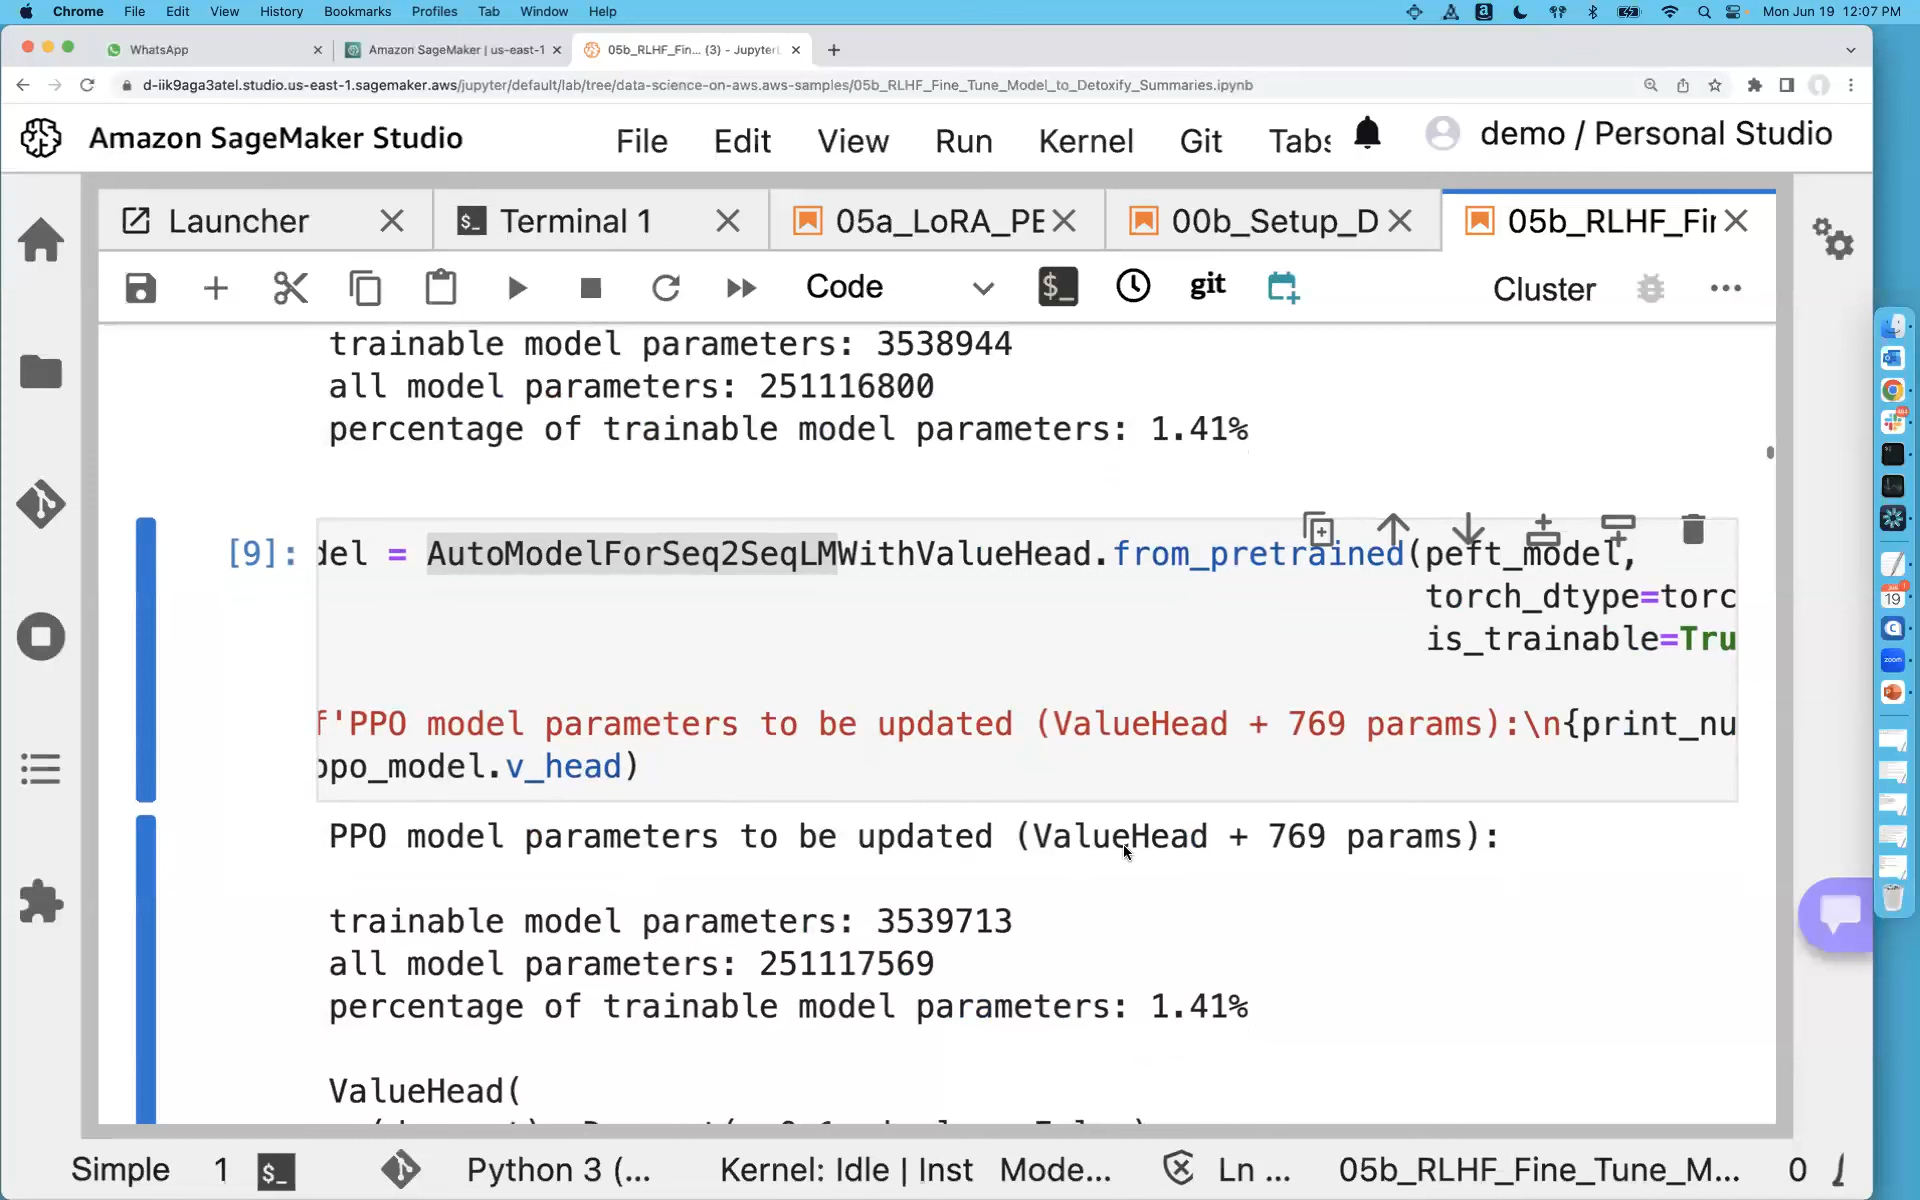 Chrome File Edit View History Bookmarks Profiles Tab Window Help Mon Jun 19 12:07 PM
WhatsApp Amazon SageMaker | us-east-1 05b_RLHF_Fin... (3) - JupyterL
d-iik9aga3atel.studio.us-east-1.sagemaker.aws/jupyter/default/lab/tree/data-science-on-aws.aws-samples/05b_RLHF_Fine_Tune_Model_to_Detoxify_Summaries.ipynb
Amazon SageMaker Studio File Edit View Run Kernel Git Tabs demo / Personal Studio
Launcher Terminal 1 05a_LoRA_PE 00b_Setup_D 05b_RLHF_Fir
Code git Cluster
trainable model parameters: 3538944
all model parameters: 251116800
percentage of trainable model parameters: 1.41%
[9]: del = AutoModelForSeq2SeqLMWithValueHead.from_pretrained(peft_model,
torch_dtype=torc
is_trainable=Tru
f'PPO model parameters to be updated (ValueHead + 769 params):\n{print_nu
ppo_model.v_head)
PPO model parameters to be updated (ValueHead + 769 params):
trainable model parameters: 3539713
all model parameters: 251117569
percentage of trainable model parameters: 1.41%
ValueHead(
Simple 1 Python 3 (... Kernel: Idle | Inst Mode... Ln ... 05b_RLHF_Fine_Tune_M... 0
19
zoom